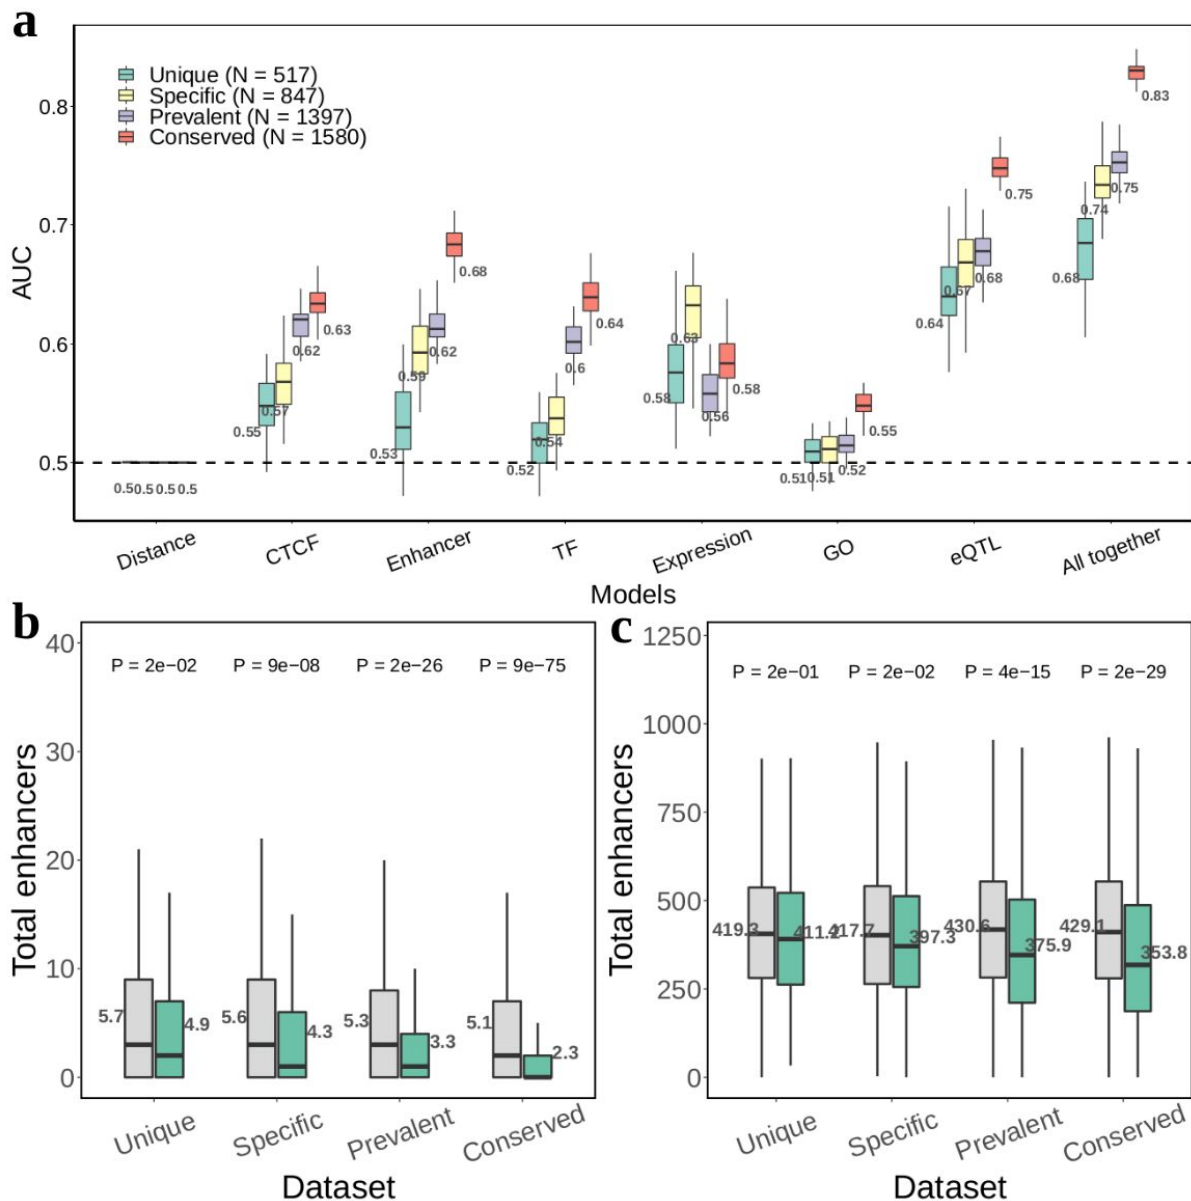 a
Unique (N = 517)
Specific (N = 847)
Prevalent (N = 1397)
Conserved (N = 1580)
AUC
0.8
0.7
0.6
0.5
0.5 0.5 0.5 0.5
0.55
0.57
0.62
0.63
0.53
0.59
0.62
0.68
0.52
0.54
0.6
0.64
0.58
0.63
0.56
0.58
0.51
0.51
0.52
0.55
0.64
0.67
0.68
0.75
0.68
0.74
0.75
0.83
Distance
CTCF
Enhancer
TF
Expression
GO
eQTL
All together
Models
b
Total enhancers
40
30
20
10
0
P = 2e−02
P = 9e−08
P = 2e−26
P = 9e−75
5.7
4.9
5.6
4.3
5.3
3.3
5.1
2.3
Unique
Specific
Prevalent
Conserved
Dataset
c
Total enhancers
1250
1000
750
500
250
0
P = 2e−01
P = 2e−02
P = 4e−15
P = 2e−29
419.3
411.2
417.7
397.3
430.6
375.9
429.1
353.8
Unique
Specific
Prevalent
Conserved
Dataset